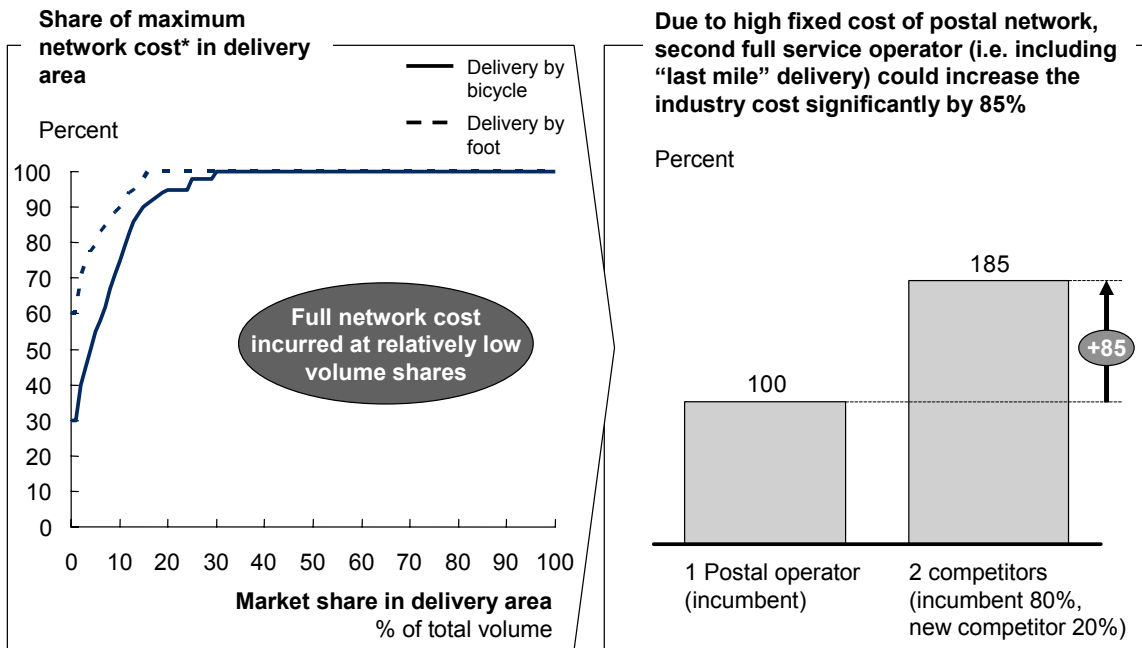 Share of maximum
network cost* in delivery
area
Delivery by
bicycle
Delivery by
foot
Percent
100
90
80
70
60
50
40
30
20
10
0
0 10 20 30 40 50 60 70 80 90 100
Full network cost
incurred at relatively low
volume shares
Market share in delivery area
% of total volume
Due to high fixed cost of postal network,
second full service operator (i.e. including
“last mile” delivery) could increase the
industry cost significantly by 85%
Percent
100
185
+85
1 Postal operator
(incumbent)
2 competitors
(incumbent 80%,
new competitor 20%)